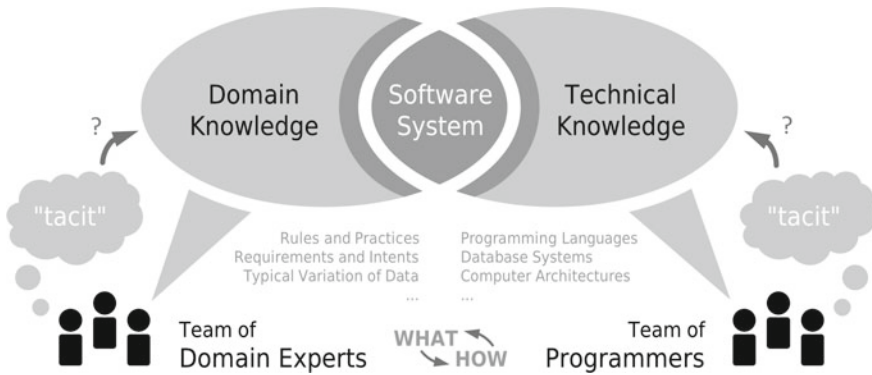 Domain
Knowledge
Software
System
Technical
Knowledge
?
?
"tacit"
"tacit"
Rules and Practices
Requirements and Intents
Typical Variation of Data
...
Programming Languages
Database Systems
Computer Architectures
...
Team of
Domain Experts
WHAT
HOW
Team of
Programmers